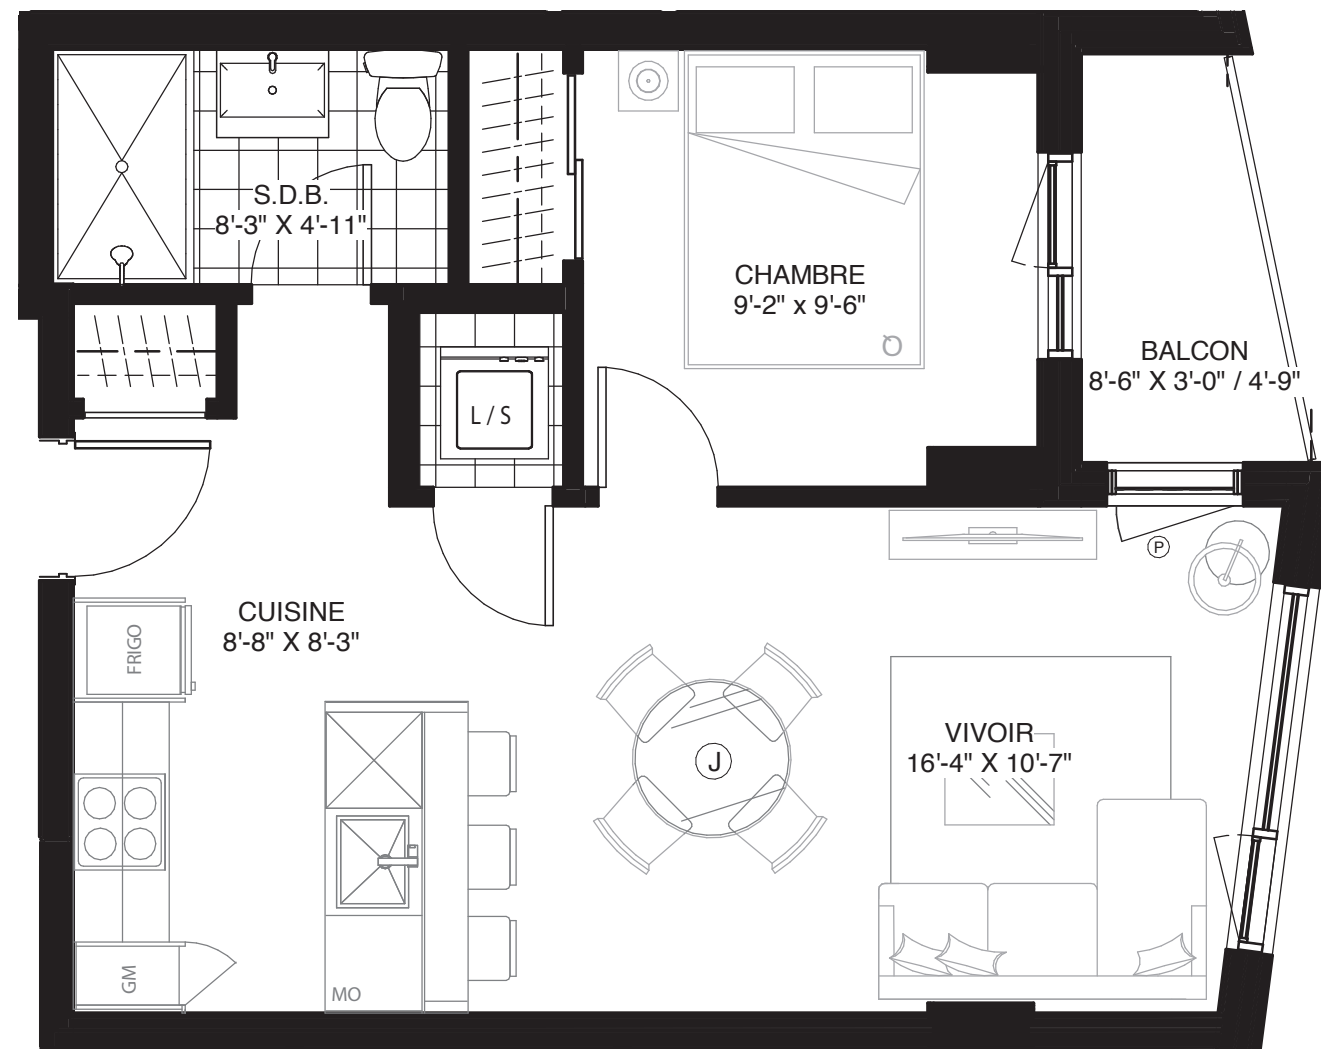 S.D.B.
8'-3" X 4'-11"
CHAMBRE
9'-2" x 9'-6"
BALCON
8'-6" X 3'-0" / 4'-9"
L / S
P
CUISINE
8'-8" X 8'-3"
FRIGO
J
VIVOIR
16'-4" X 10'-7"
GM
MO